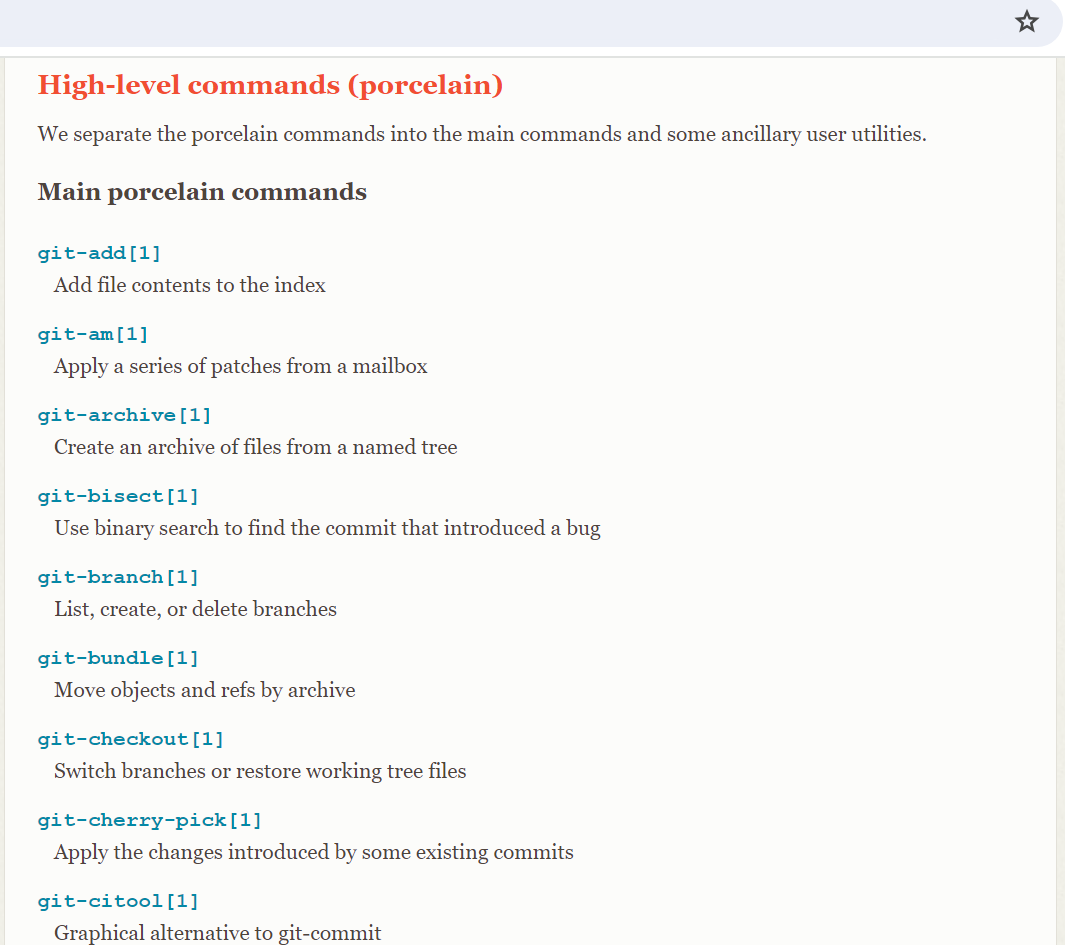 High-level commands (porcelain)
We separate the porcelain commands into the main commands and some ancillary user utilities.
Main porcelain commands
git-add[1]
Add file contents to the index
git-am[1]
Apply a series of patches from a mailbox
git-archive[1]
Create an archive of files from a named tree
git-bisect[1]
Use binary search to find the commit that introduced a bug
git-branch[1]
List, create, or delete branches
git-bundle[1]
Move objects and refs by archive
git-checkout[1]
Switch branches or restore working tree files
git-cherry-pick[1]
Apply the changes introduced by some existing commits
git-citool[1]
Graphical alternative to git-commit